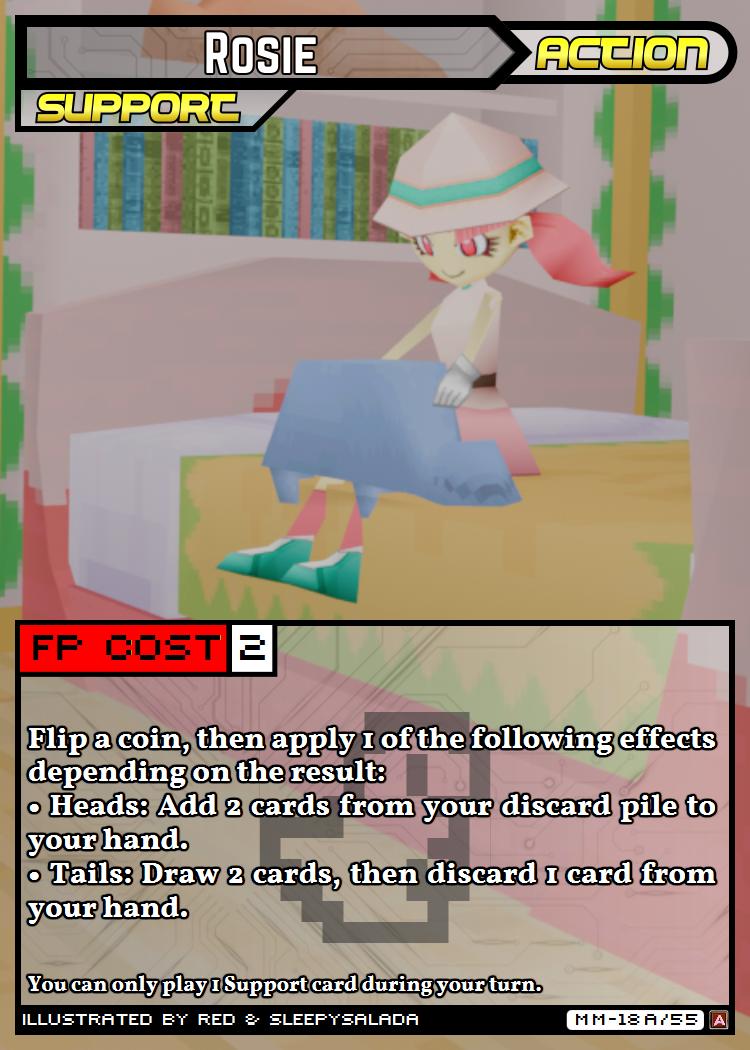 Rosie
ACTION
SUPPORT
FP COST 2
Flip a coin, then apply 1 of the following effects
depending on the result:
• Heads: Add 2 cards from your discard pile to
your hand.
• Tails: Draw 2 cards, then discard 1 card from
your hand.
You can only play 1 Support card during your turn.
ILLUSTRATED BY RED & SLEEPYSALADA
MM-18 A/55 A